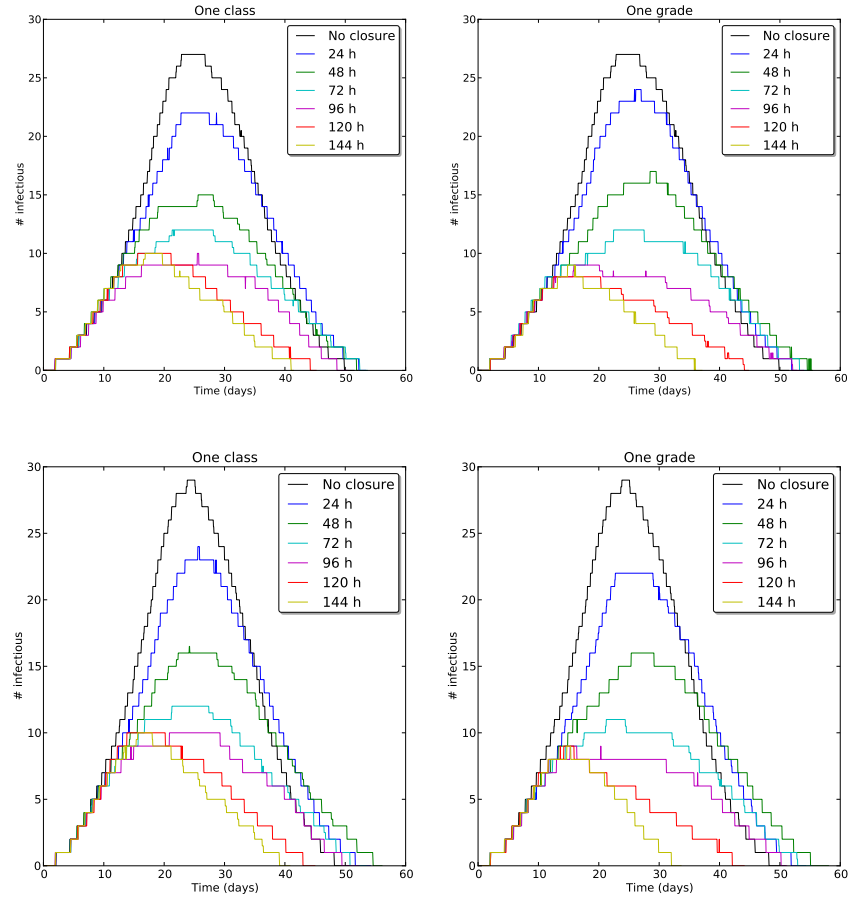 One class
30
25
20
15
10
5
0
# infectious
No closure
24 h
48 h
72 h
96 h
120 h
144 h
0 10 20 30 40 50 60
Time (days)
One grade
30
25
20
15
10
5
0
# infectious
No closure
24 h
48 h
72 h
96 h
120 h
144 h
0 10 20 30 40 50 60
Time (days)
One class
30
25
20
15
10
5
0
# infectious
No closure
24 h
48 h
72 h
96 h
120 h
144 h
0 10 20 30 40 50 60
Time (days)
One grade
30
25
20
15
10
5
0
# infectious
No closure
24 h
48 h
72 h
96 h
120 h
144 h
0 10 20 30 40 50 60
Time (days)